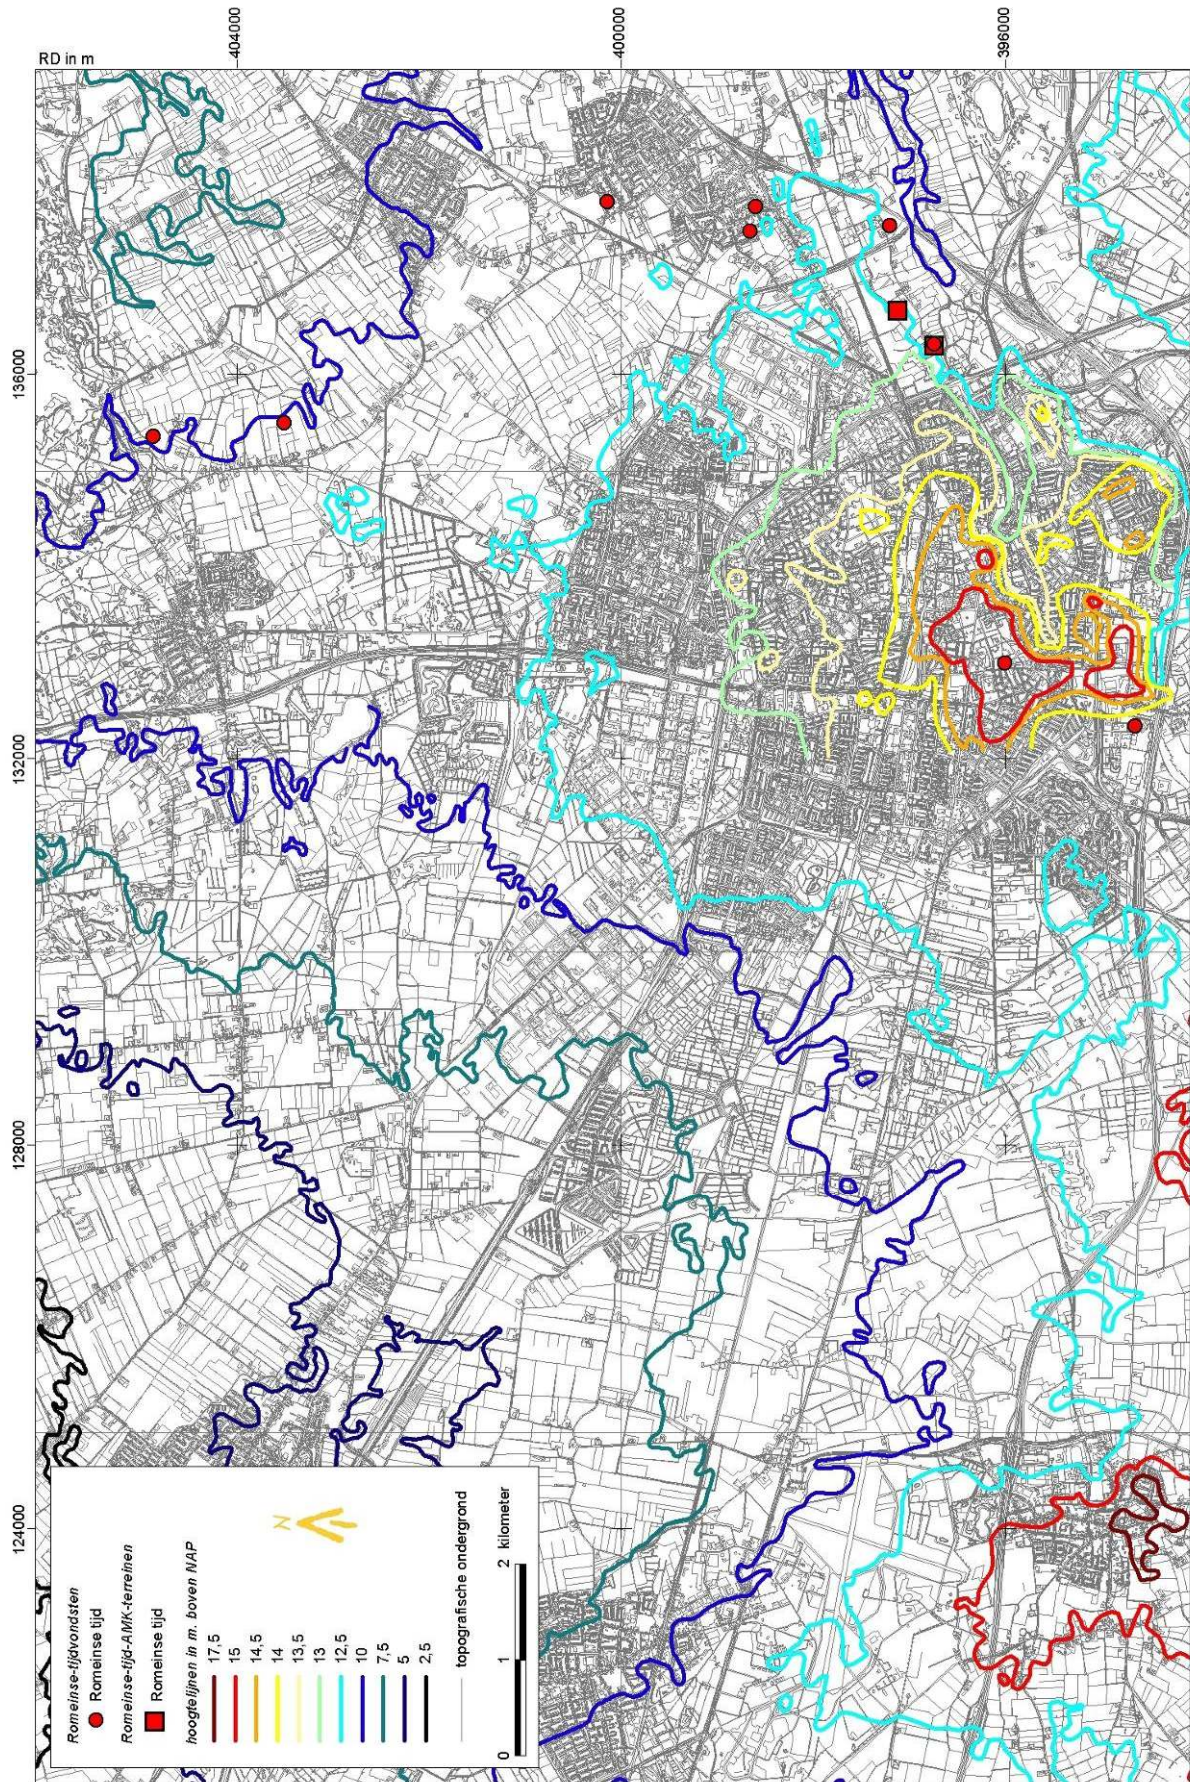 RD in m
404000
400000
396000
136000
132000
128000
124000
Romeinse-tijdvondsten
Romeinse tijd
Romeinse-tijd-AMK-terreinen
Romeinse tijd
hoogtelijnen in m. boven NAP
17,5
15
14,5
14
13,5
13
12,5
10
7,5
5
2,5
topografische ondergrond
0 1 2 kilometer
N